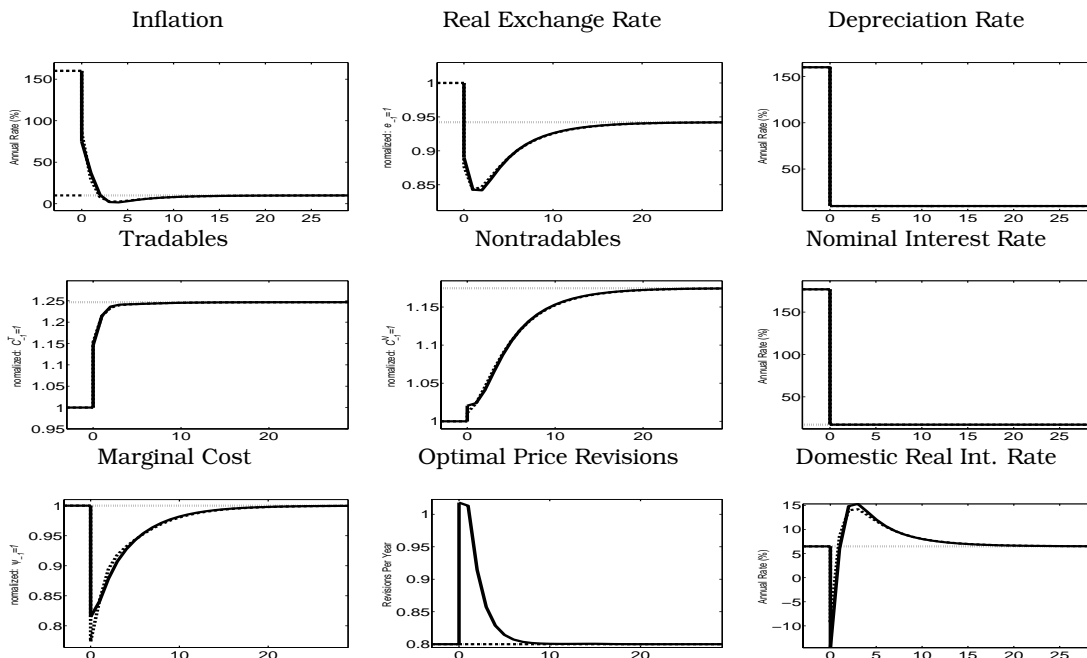 Inflation
Real Exchange Rate
Depreciation Rate
150
100
50
0
Annual Rate (%)
0 5 10 15 20 25
1
0.95
0.9
0.85
normalized: e_-1=1
0 10 20
150
100
50
Annual Rate (%)
0 5 10 15 20 25
Tradables
Nontradables
Nominal Interest Rate
1.25
1.2
1.15
1.1
1.05
1
0.95
normalized: C^T_-1=1
0 10 20
1.15
1.1
1.05
1
normalized: C^N_-1=1
0 10 20
150
100
50
Annual Rate (%)
0 5 10 15 20 25
Marginal Cost
Optimal Price Revisions
Domestic Real Int. Rate
1
0.95
0.9
0.85
0.8
normalized: ψ_-1=1
0 10 20
1
0.95
0.9
0.85
0.8
Revisions Per Year
0 10 20
15
10
5
0
−5
−10
Annual Rate (%)
0 5 10 15 20 25